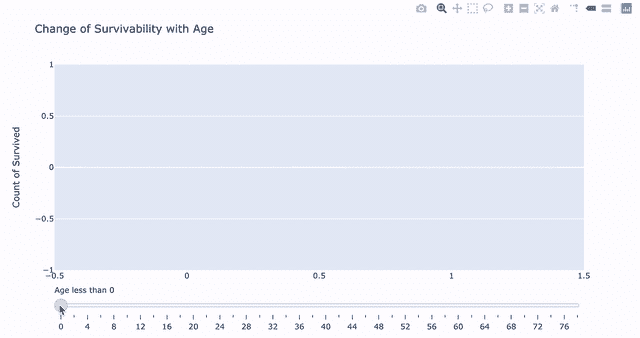 Change of Survivability with Age
1
0.5
0
−0.5
−1
Count of Survived
−0.5 0 0.5 1 1.5
Age less than 0
0 4 8 12 16 20 24 28 32 36 40 44 48 52 56 60 64 68 72 76